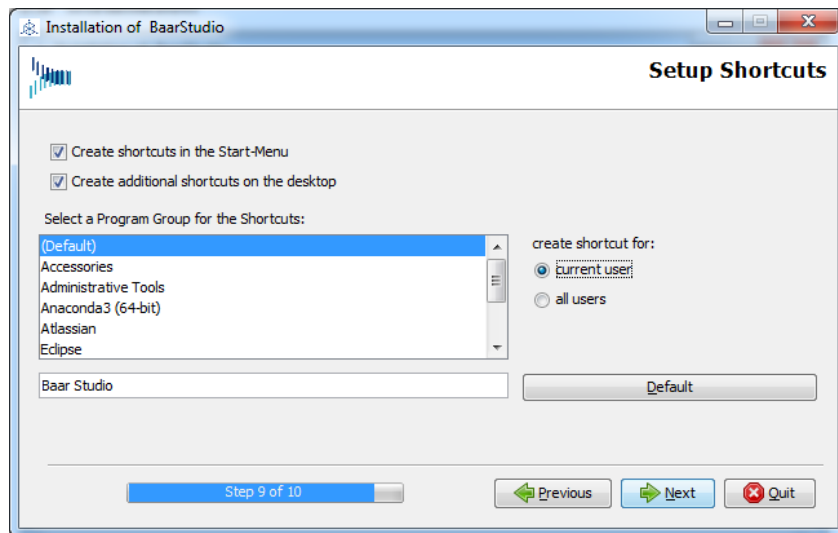 Installation of BaarStudio
Setup Shortcuts
Create shortcuts in the Start-Menu
Create additional shortcuts on the desktop
Select a Program Group for the Shortcuts:
(Default)
Accessories
Administrative Tools
Anaconda3 (64-bit)
Atlassian
Eclipse
create shortcut for:
current user
all users
Baar Studio
Default
Step 9 of 10
Previous
Next
Quit